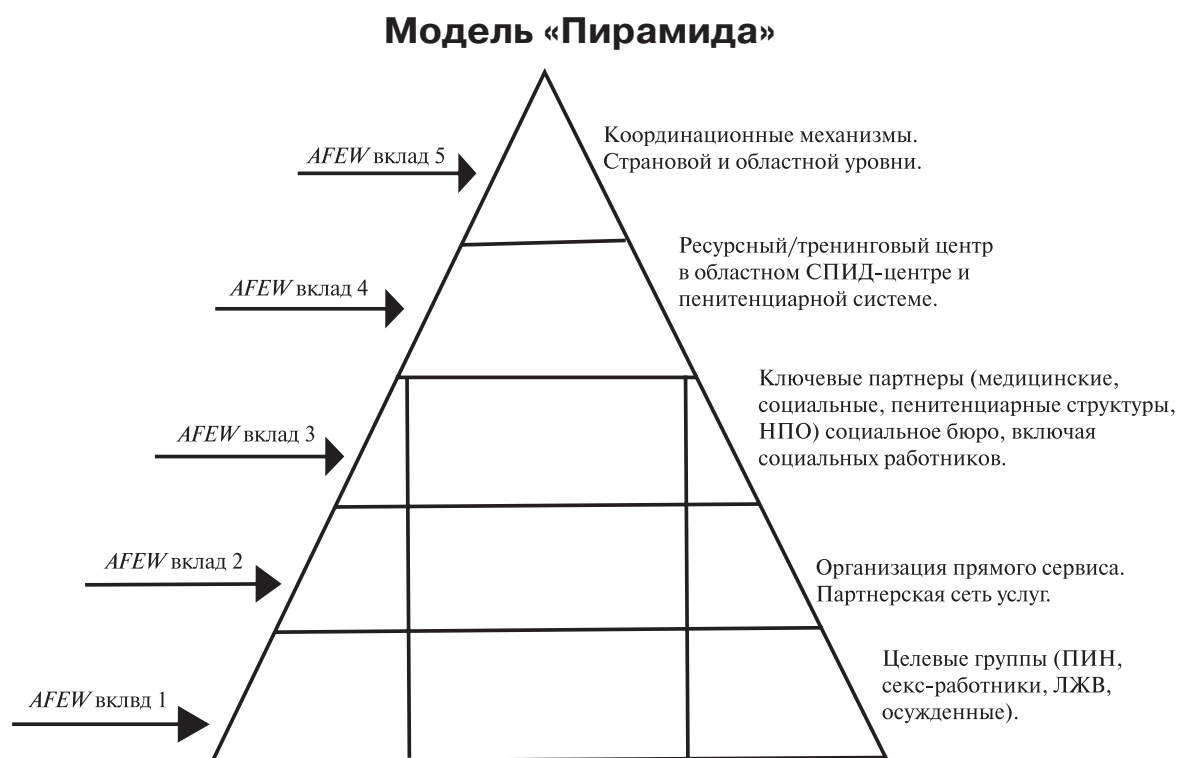 Модель «Пирамида»
AFEW вклад 5
Координационные механизмы.
Страновой и областной уровни.
AFEW вклад 4
Ресурсный/тренинговый центр
в областном СПИД-центре и
пенитенциарной системе.
AFEW вклад 3
Ключевые партнеры (медицинские,
социальные, пенитенциарные структуры,
НПО) социальное бюро, включая
социальных работников.
AFEW вклад 2
Организация прямого сервиса.
Партнерская сеть услуг.
AFEW вклвд 1
Целевые группы (ПИН,
секс-работники, ЛЖВ,
осужденные).